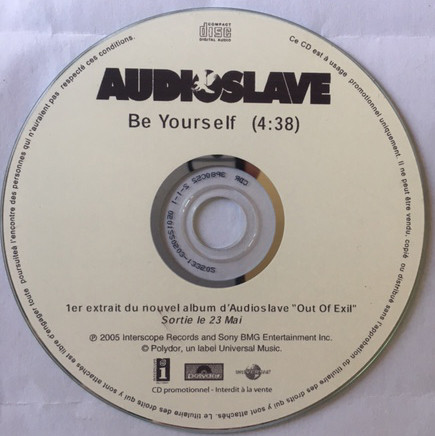 COMPACT
disc
DIGITAL AUDIO
AUDIOSLAVE
Be Yourself (4:38)
1er extrait du nouvel album d'Audioslave "Out Of Exil"
Sortie le 23 Mai
℗ 2005 Interscope Records and Sony BMG Entertainment Inc.
© Polydor, un label Universal Music.
i
polydor
CD promotionnel - Interdit à la vente
Ce CD est à usage promotionnel uniquement. Il ne peut être vendu, copié ou distribué sans l'approbation du titulaire des droits qui y sont attachés. Le titulaire des droits qui y sont attachés est libre d'engager toute poursuite à l'encontre des personnes qui n'auraient pas respecté ces conditions.